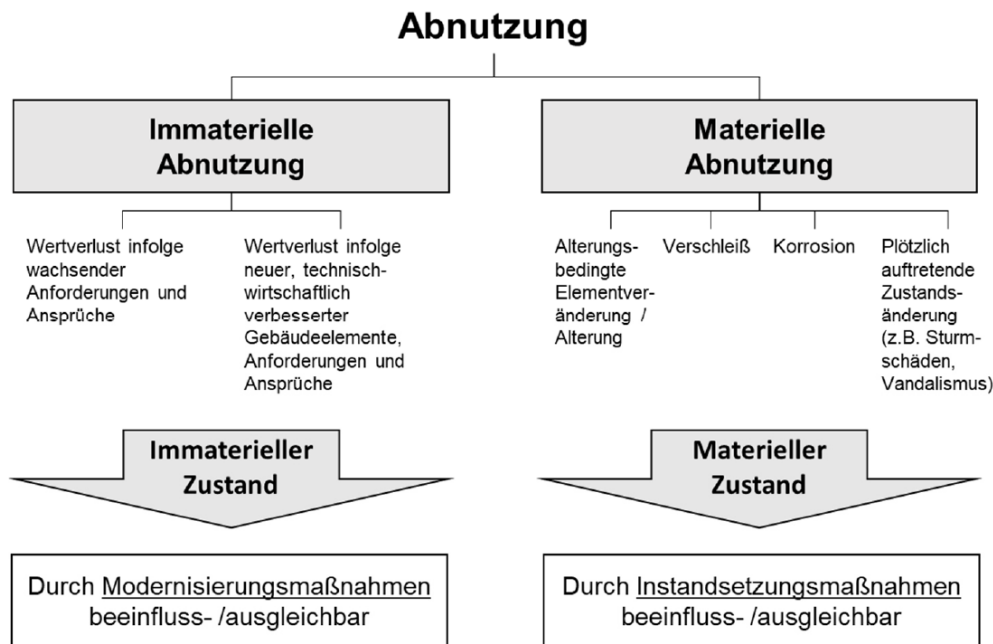 Abnutzung
Immaterielle
Abnutzung
Materielle
Abnutzung
Wertverlust infolge
wachsender
Anforderungen und
Ansprüche
Wertverlust infolge
neuer, technisch-
wirtschaftlich
verbesserter
Gebäudeelemente,
Anforderungen und
Ansprüche
Alterungs-
bedingte
Elementver-
änderung /
Alterung
Verschleiß
Korrosion
Plötzlich
auftretende
Zustands-
änderung
(z.B. Sturm-
schäden,
Vandalismus)
Immaterieller
Zustand
Materieller
Zustand
Durch Modernisierungsmaßnahmen
beeinfluss- /ausgleichbar
Durch Instandsetzungsmaßnahmen
beeinfluss- /ausgleichbar